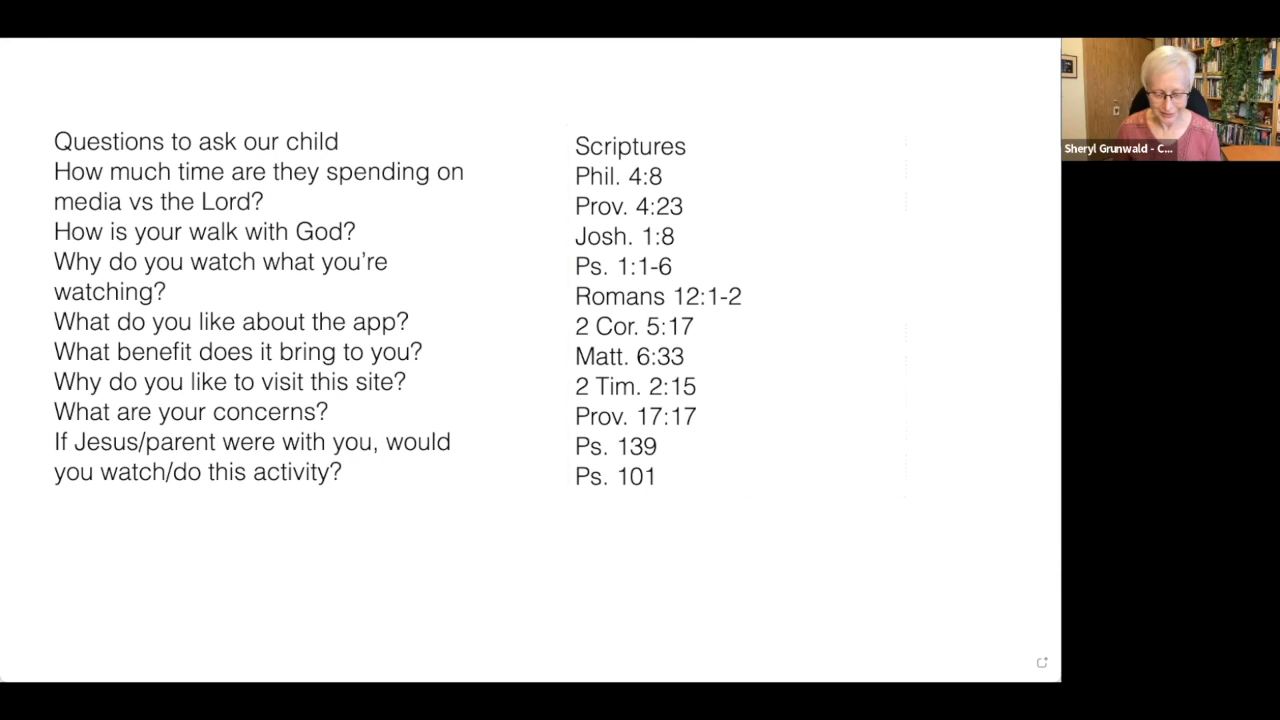 Questions to ask our child
How much time are they spending on
media vs the Lord?
How is your walk with God?
Why do you watch what you're
watching?
What do you like about the app?
What benefit does it bring to you?
Why do you like to visit this site?
What are your concerns?
If Jesus/parent were with you, would
you watch/do this activity?
Scriptures
Phil. 4:8
Prov. 4:23
Josh. 1:8
Ps. 1:1-6
Romans 12:1-2
2 Cor. 5:17
Matt. 6:33
2 Tim. 2:15
Prov. 17:17
Ps. 139
Ps. 101
Sheryl Grunwald - C...